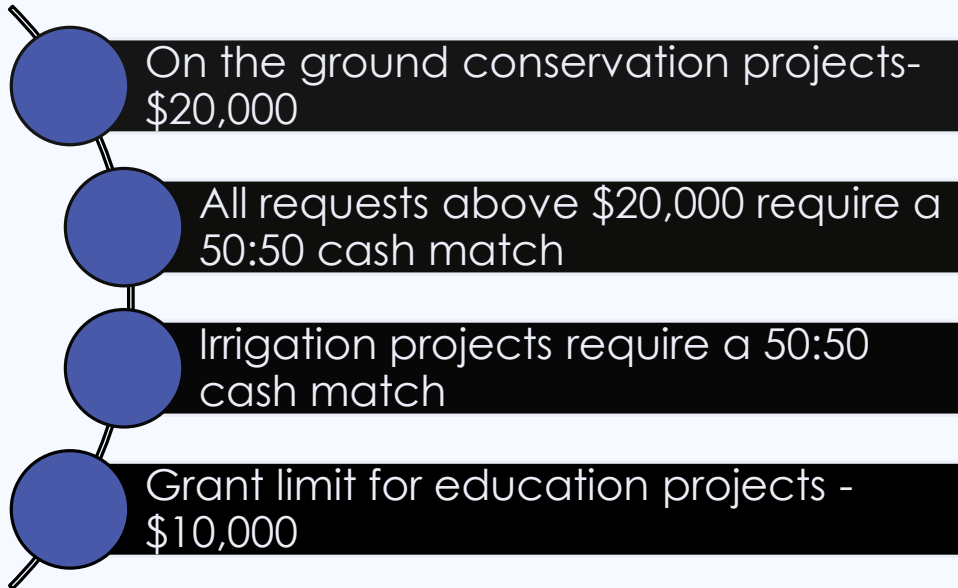 On the ground conservation projects-
$20,000
All requests above $20,000 require a
50:50 cash match
Irrigation projects require a 50:50
cash match
Grant limit for education projects -
$10,000